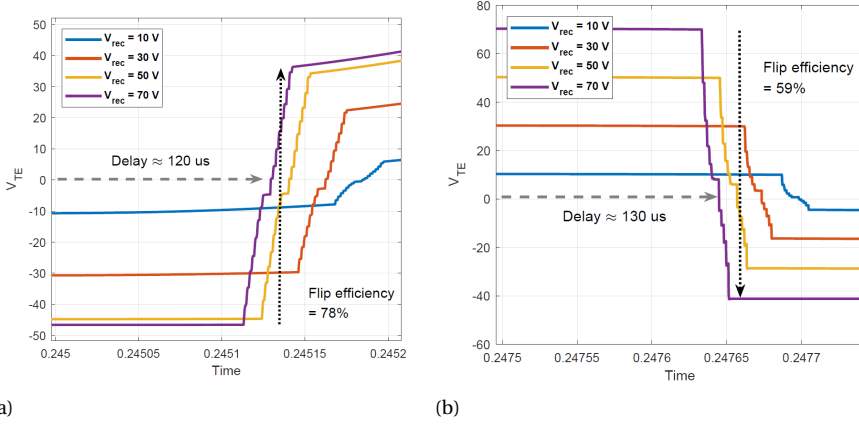 50
40
30
20
10
0
-10
-20
-30
-40
-50
V_TE
V_rec = 10 V
V_rec = 30 V
V_rec = 50 V
V_rec = 70 V
Delay ≈ 120 us
Flip efficiency
= 78%
0.245
0.24505
0.2451
0.24515
0.2452
Time
a)
80
60
40
20
0
-20
-40
-60
V_TE
V_rec = 10 V
V_rec = 30 V
V_rec = 50 V
V_rec = 70 V
Flip efficiency
= 59%
Delay ≈ 130 us
0.2475
0.24755
0.2476
0.24765
0.2477
Time
(b)